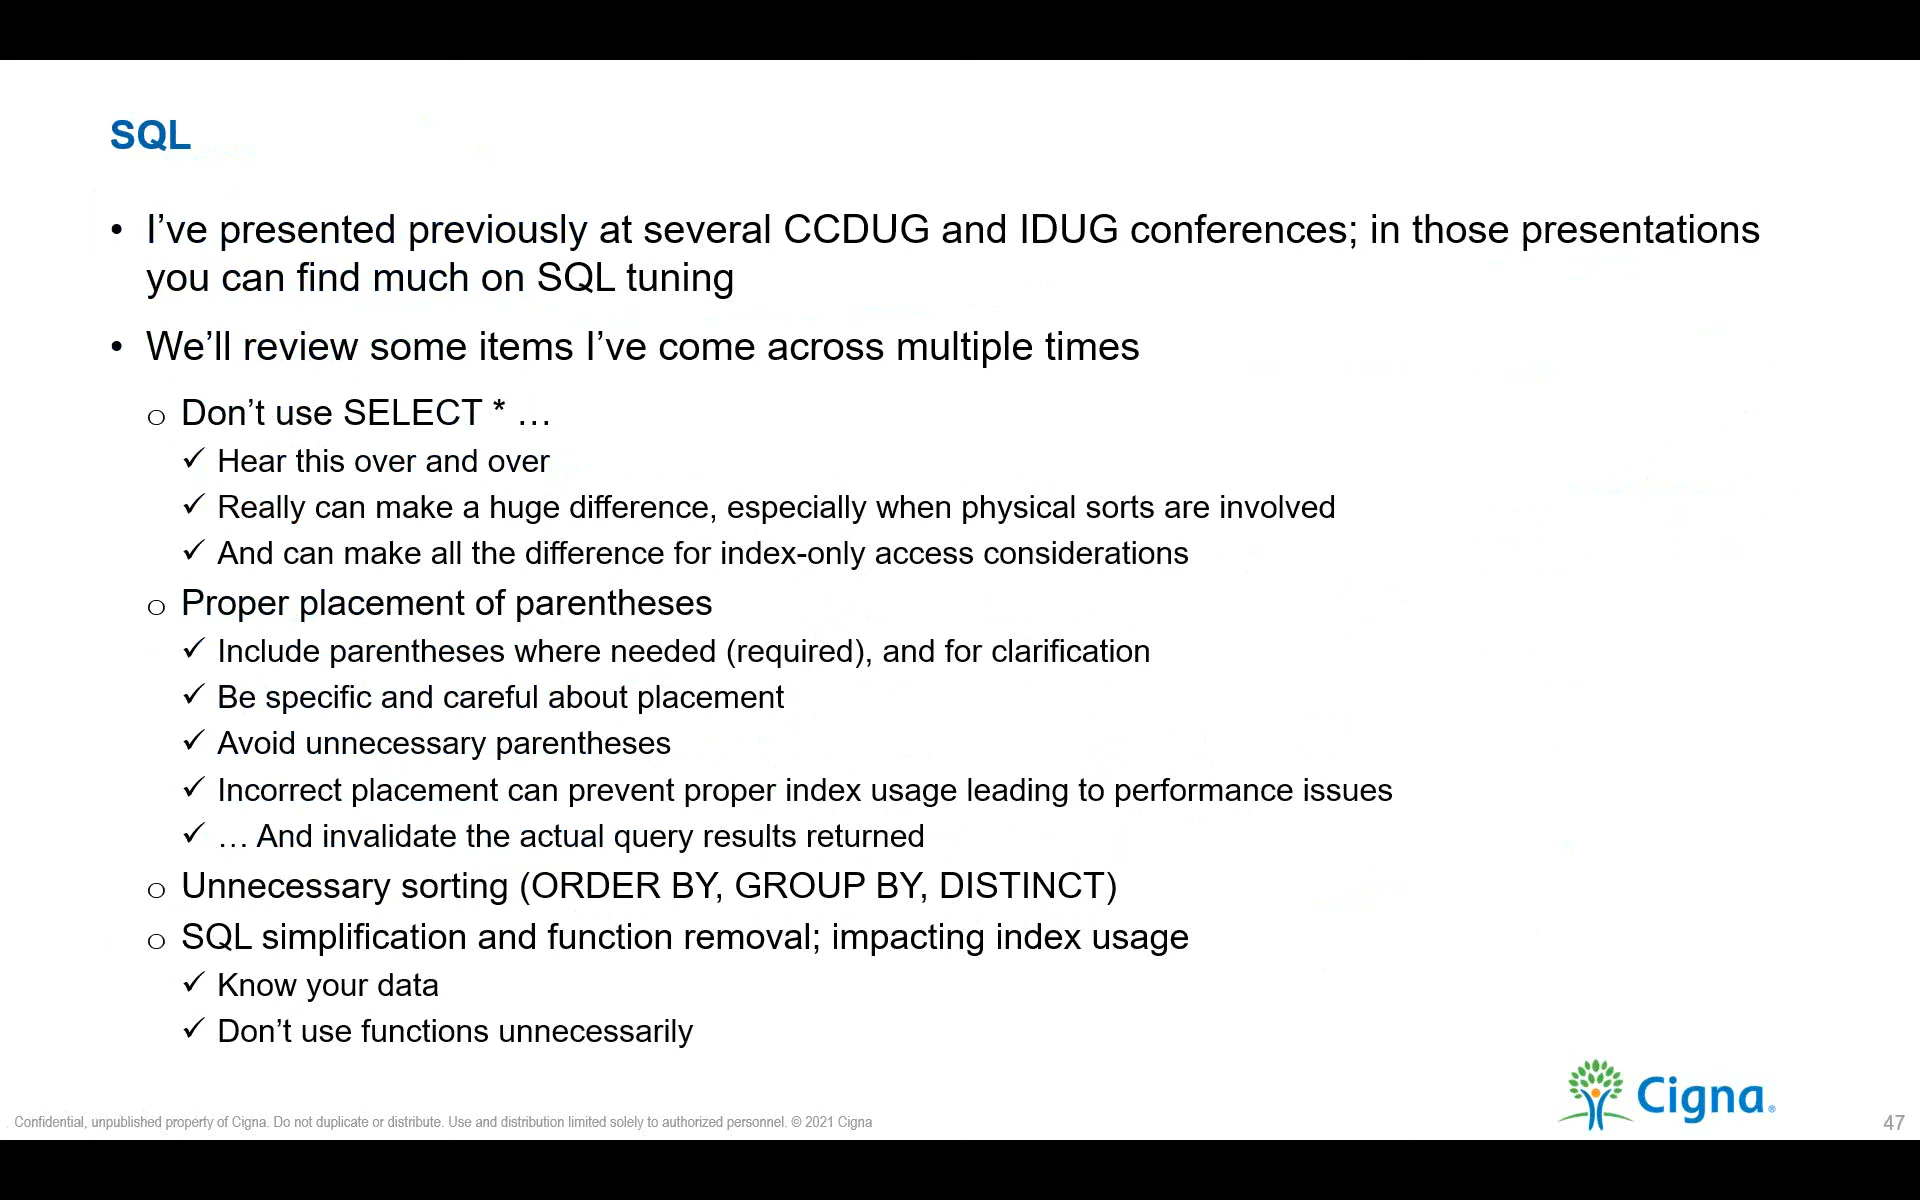 SQL
• I’ve presented previously at several CCDUG and IDUG conferences; in those presentations
you can find much on SQL tuning
• We’ll review some items I’ve come across multiple times
o Don’t use SELECT * …
✓ Hear this over and over
✓ Really can make a huge difference, especially when physical sorts are involved
✓ And can make all the difference for index-only access considerations
o Proper placement of parentheses
✓ Include parentheses where needed (required), and for clarification
✓ Be specific and careful about placement
✓ Avoid unnecessary parentheses
✓ Incorrect placement can prevent proper index usage leading to performance issues
✓ … And invalidate the actual query results returned
o Unnecessary sorting (ORDER BY, GROUP BY, DISTINCT)
o SQL simplification and function removal; impacting index usage
✓ Know your data
✓ Don’t use functions unnecessarily
Cigna®
Confidential, unpublished property of Cigna. Do not duplicate or distribute. Use and distribution limited solely to authorized personnel. © 2021 Cigna
47